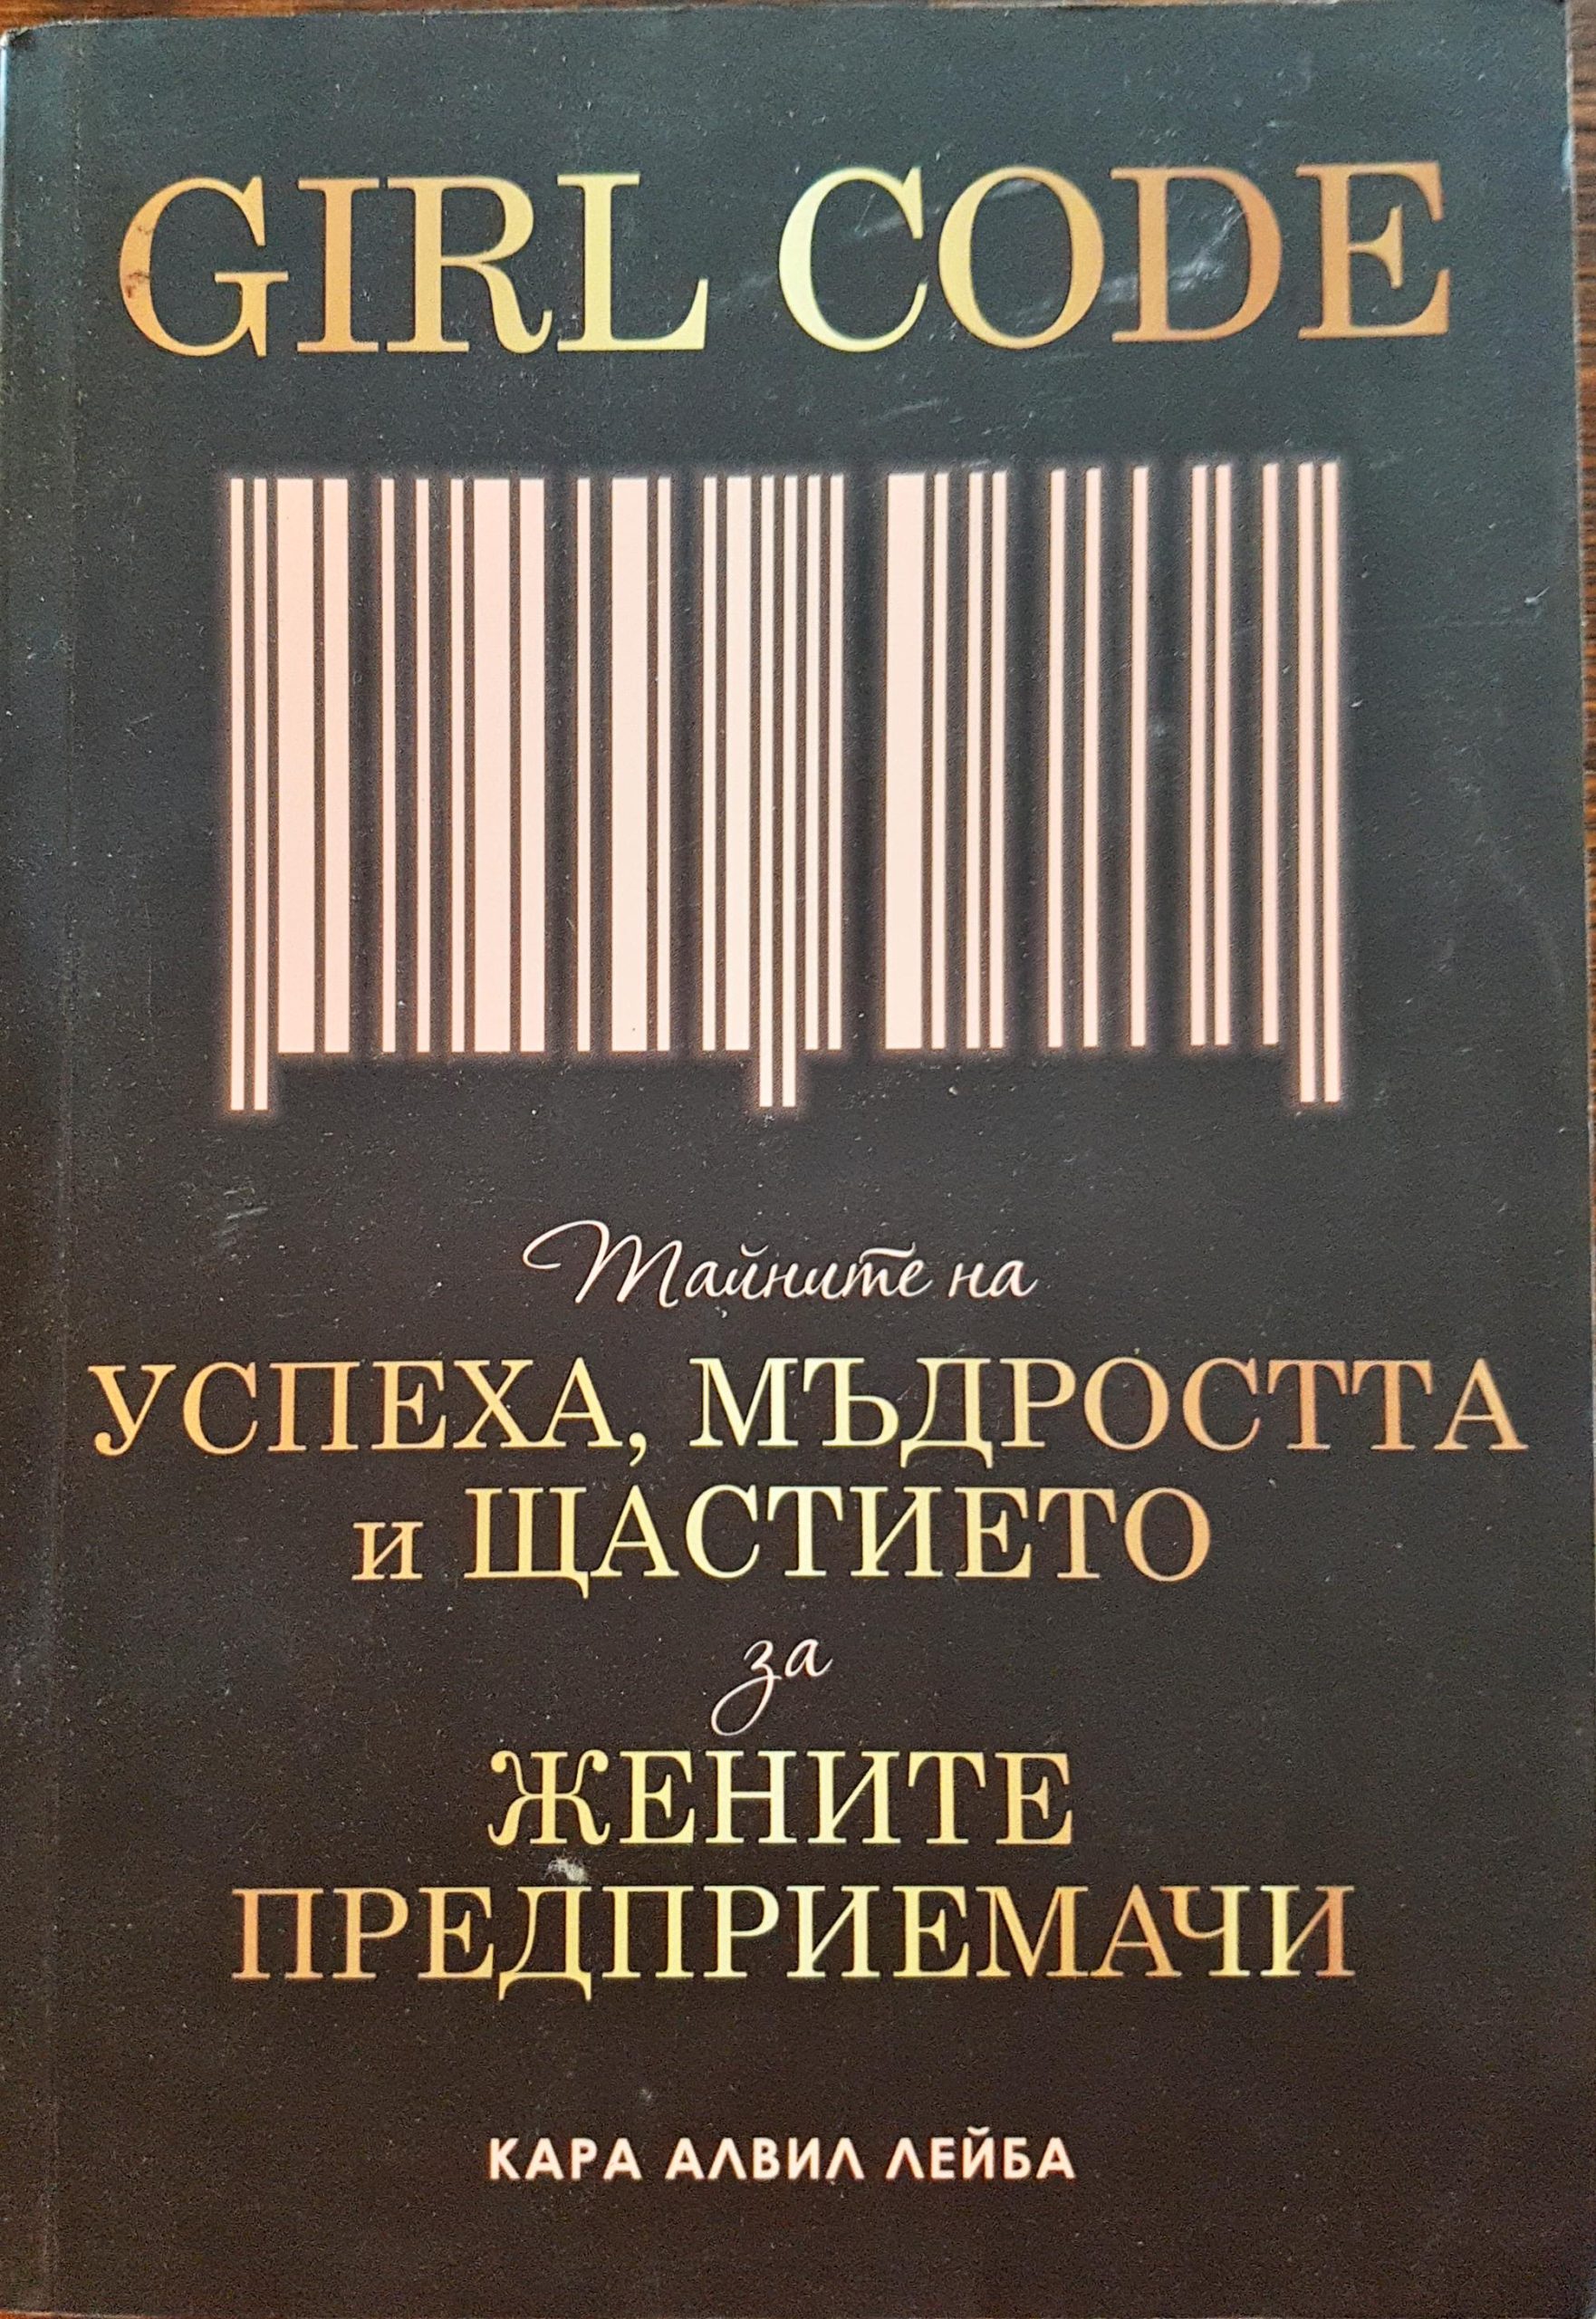 GIRL CODE
Тайните на
УСПЕХА, МЪДРОСТТА
и ЩАСТИЕТО
за
ЖЕНИТЕ
ПРЕДПРИЕМАЧИ
КАРА АЛВИЛ ЛЕЙБА